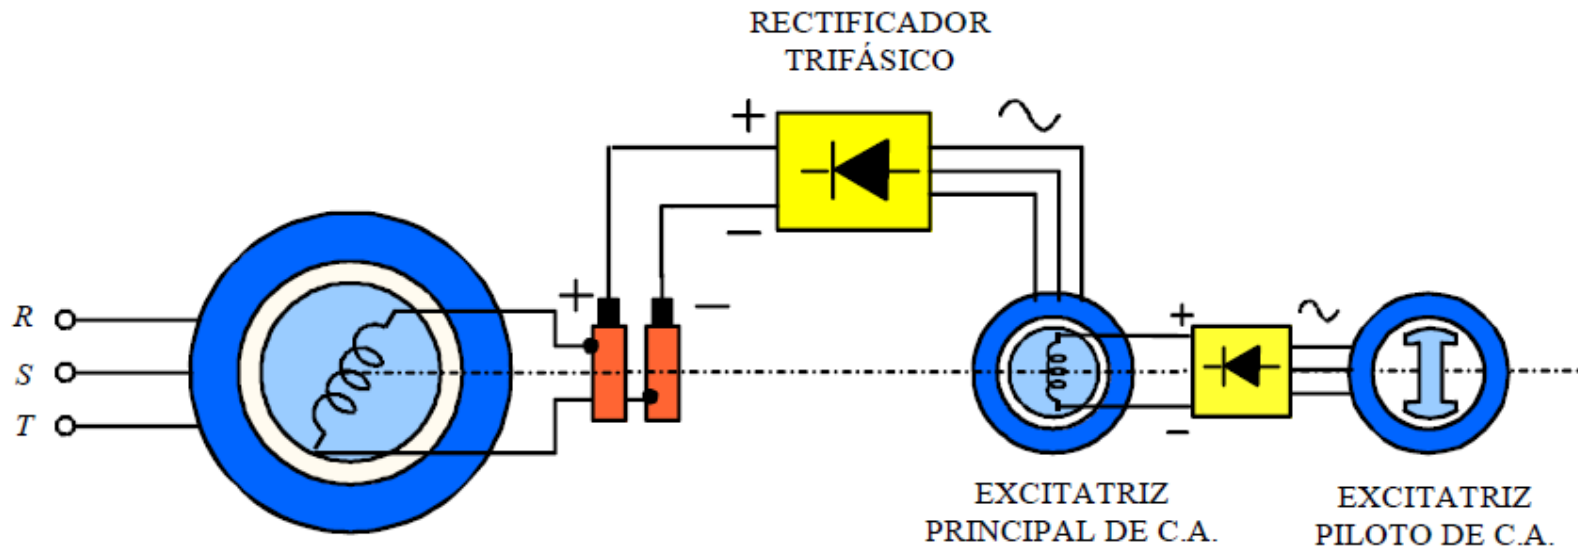 RECTIFICADOR
TRIFÁSICO
+
−
+
−
R
S
T
+
−
EXCITATRIZ
PRINCIPAL DE C.A.
EXCITATRIZ
PILOTO DE C.A.